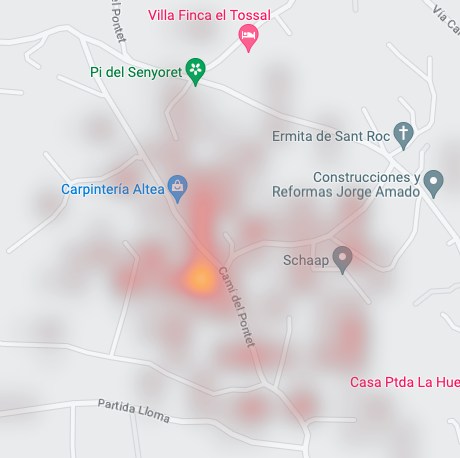 del Pontet
Villa Finca el Tossal
Vía Ca
Pi del Senyoret
Ermita de Sant Roc
Carpintería Altea
Construcciones y
Reformas Jorge Amado
Schaap
Camí del Pontet
Casa Ptda La Hue
Partida Lloma